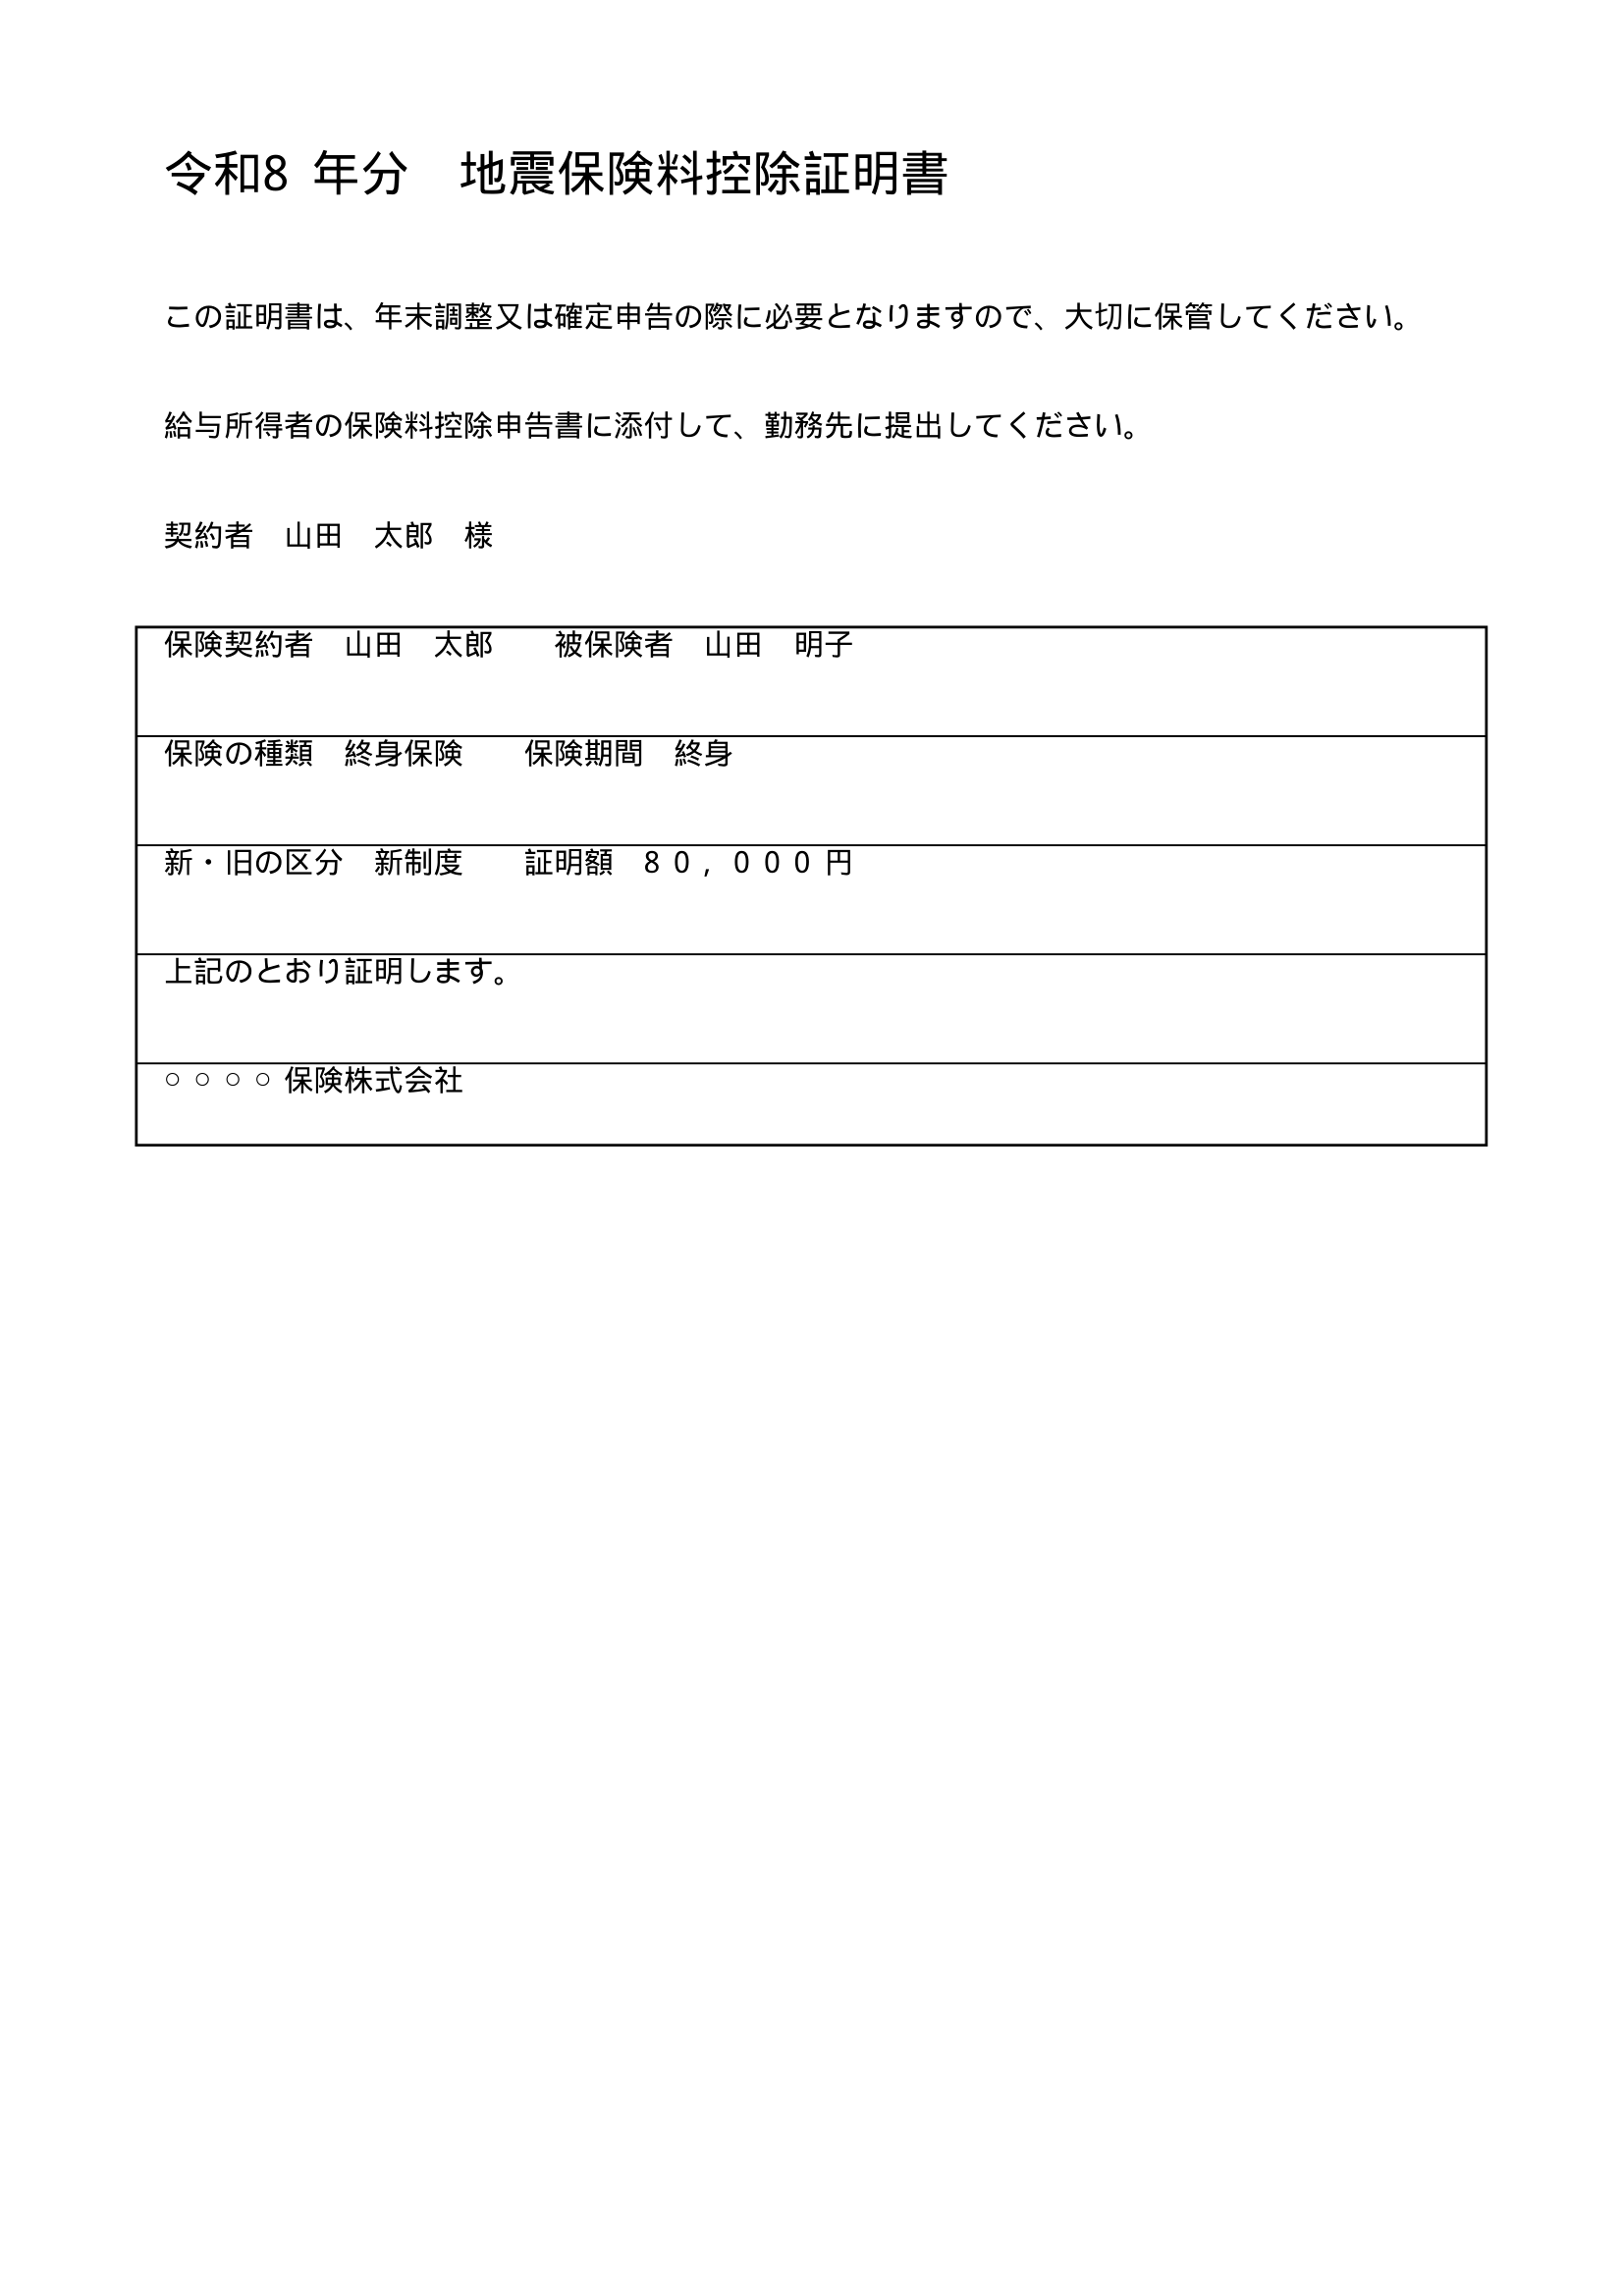 令和8 年分　地震保険料控除証明書
この証明書は、年末調整又は確定申告の際に必要となりますので、大切に保管してください。
給与所得者の保険料控除申告書に添付して、勤務先に提出してください。
契約者　山田　太郎　様
保険契約者　山田　太郎　　被保険者　山田　明子
保険の種類　終身保険　　保険期間　終身
新・旧の区分　新制度　　証明額　８０，０００円
上記のとおり証明します。
○○○○保険株式会社